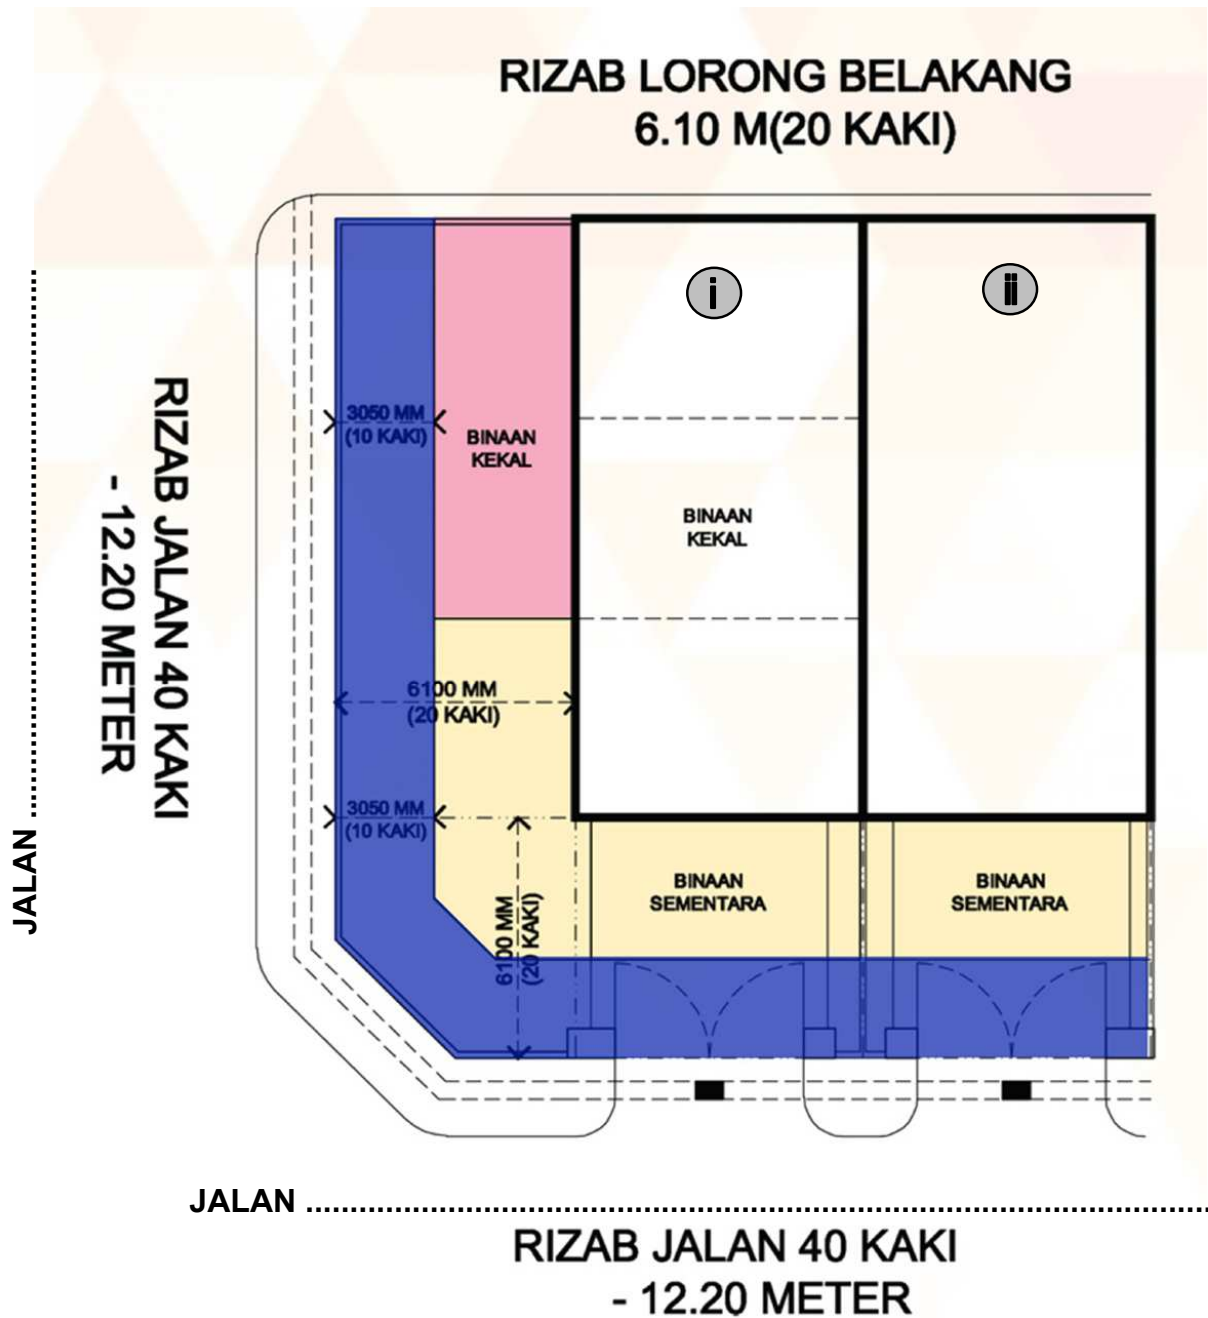 RIZAB LORONG BELAKANG
6.10 M(20 KAKI)
i
ii
3050 MM
(10 KAKI)
BINAAN
KEKAL
BINAAN
KEKAL
RIZAB JALAN 40 KAKI
- 12.20 METER
6100 MM
(20 KAKI)
3050 MM
(10 KAKI)
JALAN ........................................
6100 MM
(20 KAKI)
BINAAN
SEMENTARA
BINAAN
SEMENTARA
JALAN ................................................................
RIZAB JALAN 40 KAKI
- 12.20 METER